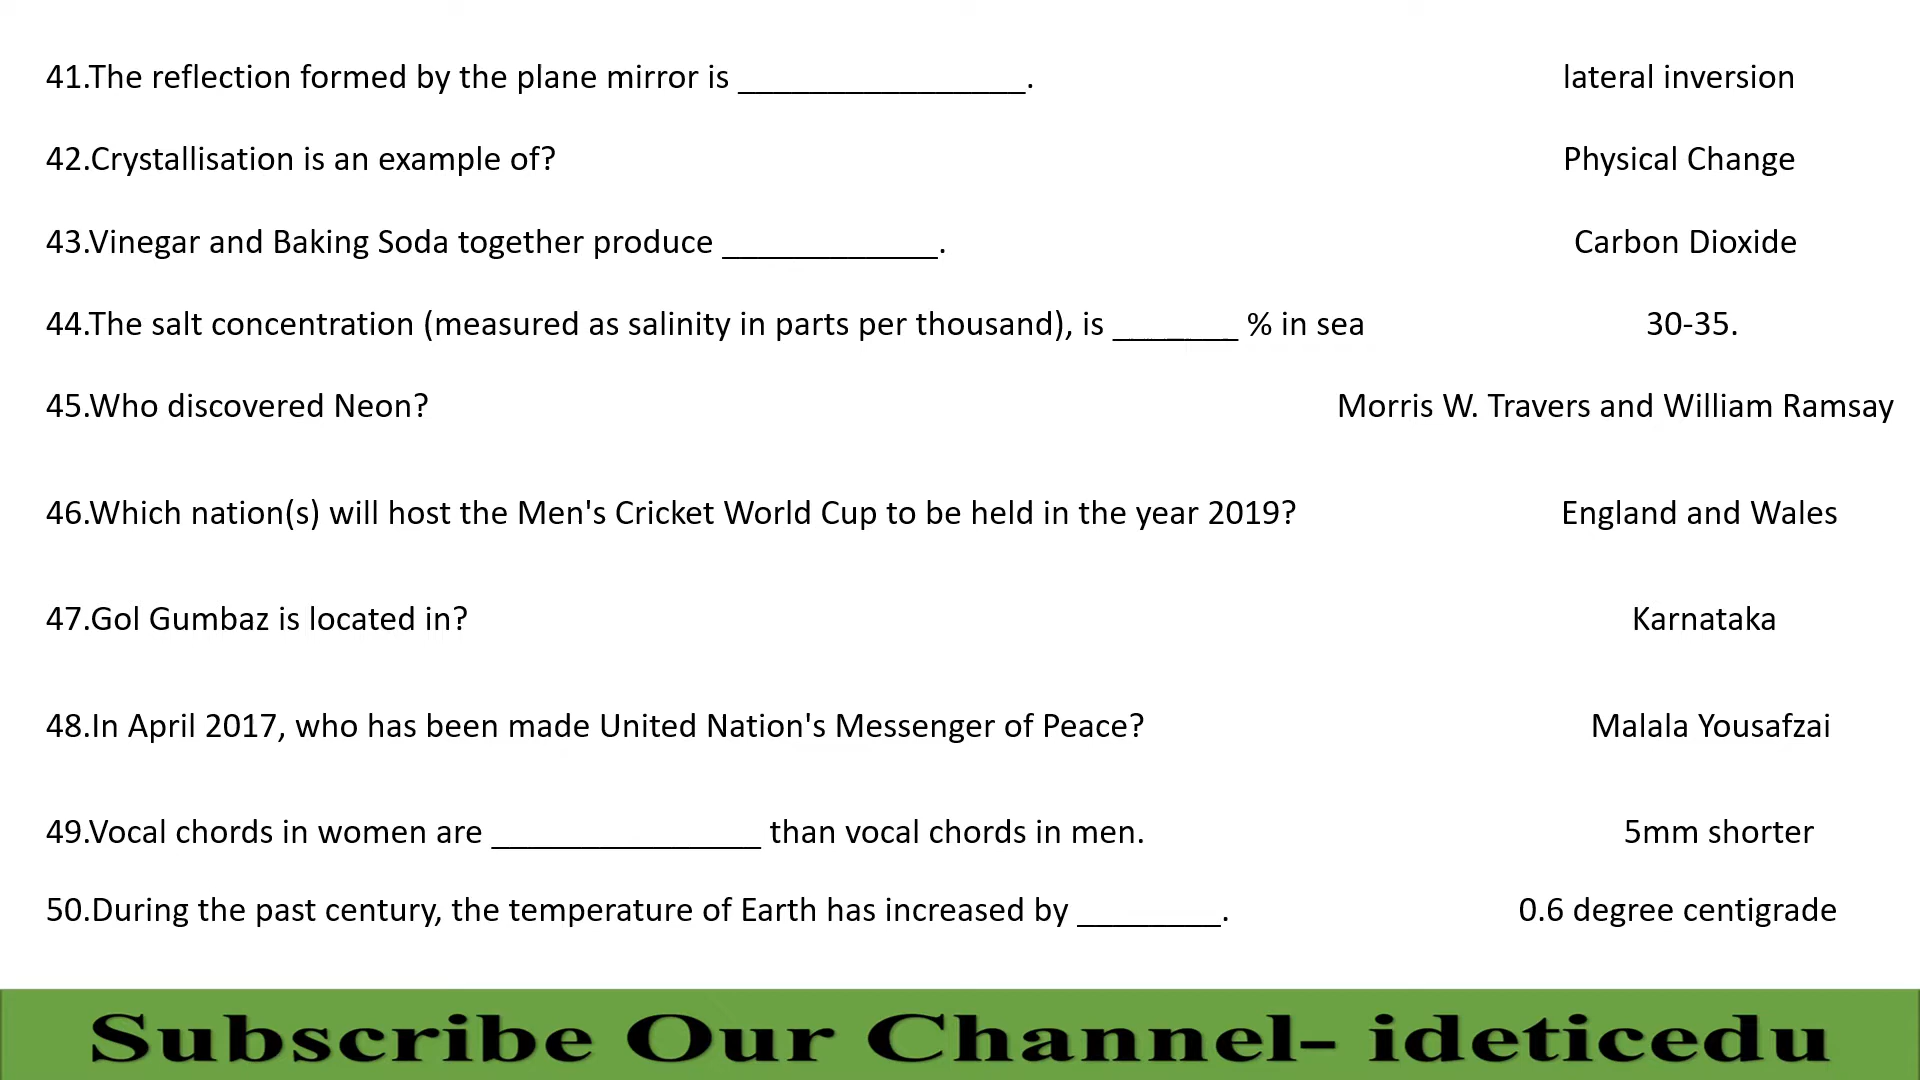 41.The reflection formed by the plane mirror is ________________. lateral inversion
42.Crystallisation is an example of? Physical Change
43.Vinegar and Baking Soda together produce ____________. Carbon Dioxide
44.The salt concentration (measured as salinity in parts per thousand), is _______ % in sea 30-35.
45.Who discovered Neon? Morris W. Travers and William Ramsay
46.Which nation(s) will host the Men's Cricket World Cup to be held in the year 2019? England and Wales
47.Gol Gumbaz is located in? Karnataka
48.In April 2017, who has been made United Nation's Messenger of Peace? Malala Yousafzai
49.Vocal chords in women are _______________ than vocal chords in men. 5mm shorter
50.During the past century, the temperature of Earth has increased by ________. 0.6 degree centigrade
Subscribe Our Channel– ideticedu